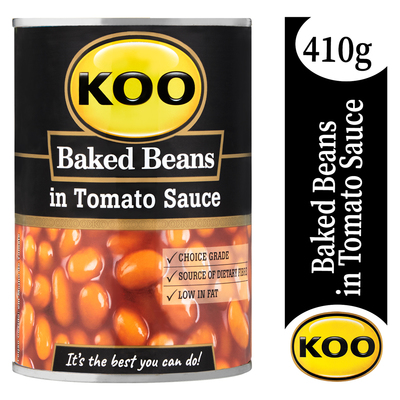 KOO
Baked Beans
in Tomato Sauce
✓ CHOICE GRADE
✓ SOURCE OF DIETARY FIBRE
✓ LOW IN FAT
It's the best you can do!
410g
Baked Beans
in Tomato Sauce
KOO